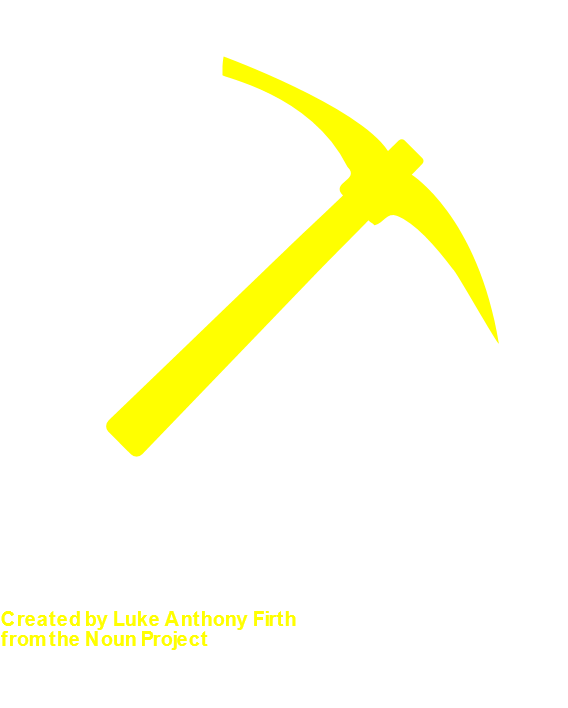 Created by Luke Anthony Firth
from the Noun Project